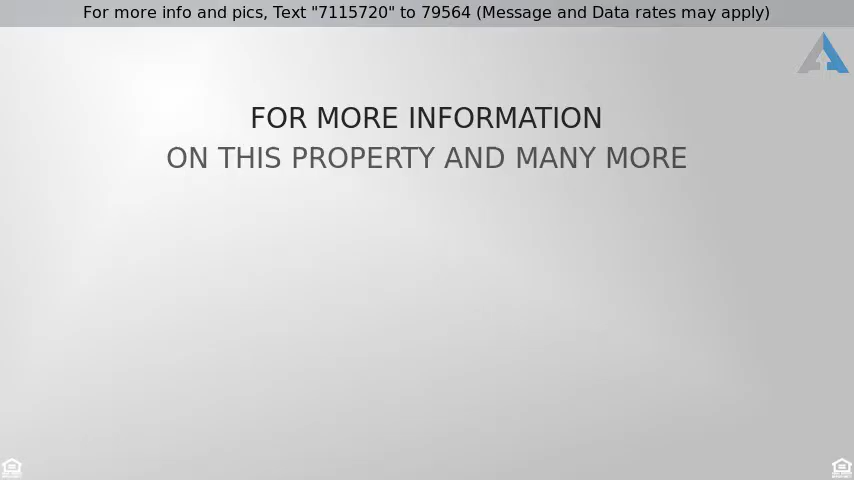 For more info and pics, Text "7115720" to 79564 (Message and Data rates may apply)
FOR MORE INFORMATION
ON THIS PROPERTY AND MANY MORE